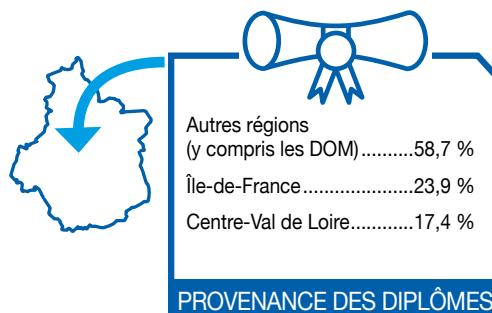 Autres régions
(y compris les DOM)..........58,7 %
Île-de-France....................23,9 %
Centre-Val de Loire............17,4 %
PROVENANCE DES DIPLÔMES